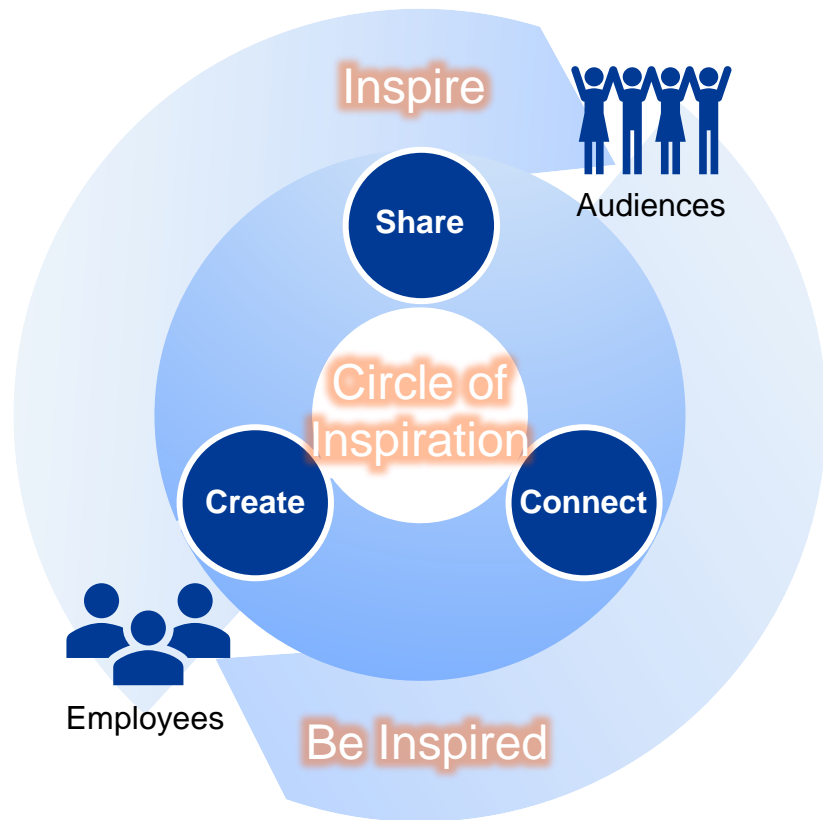 Inspire
Audiences
Share
Circle of
Inspiration
Create
Connect
Employees
Be Inspired